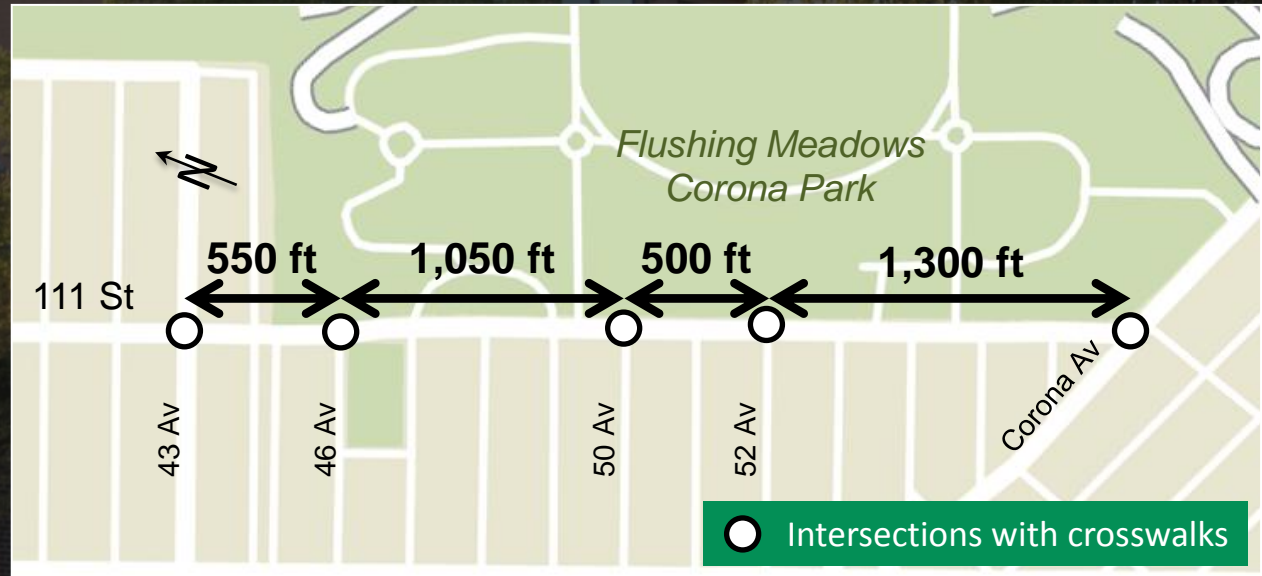 N
Flushing Meadows
Corona Park
550 ft
1,050 ft
500 ft
1,300 ft
111 St
43 Av
46 Av
50 Av
52 Av
Corona Av
Intersections with crosswalks